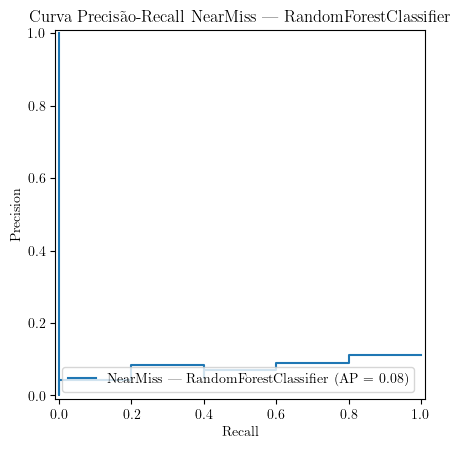 Curva Precisão-Recall NearMiss — RandomForestClassifier
1.0
0.8
0.6
0.4
0.2
0.0
Precision
NearMiss — RandomForestClassifier (AP = 0.08)
0.0 0.2 0.4 0.6 0.8 1.0
Recall